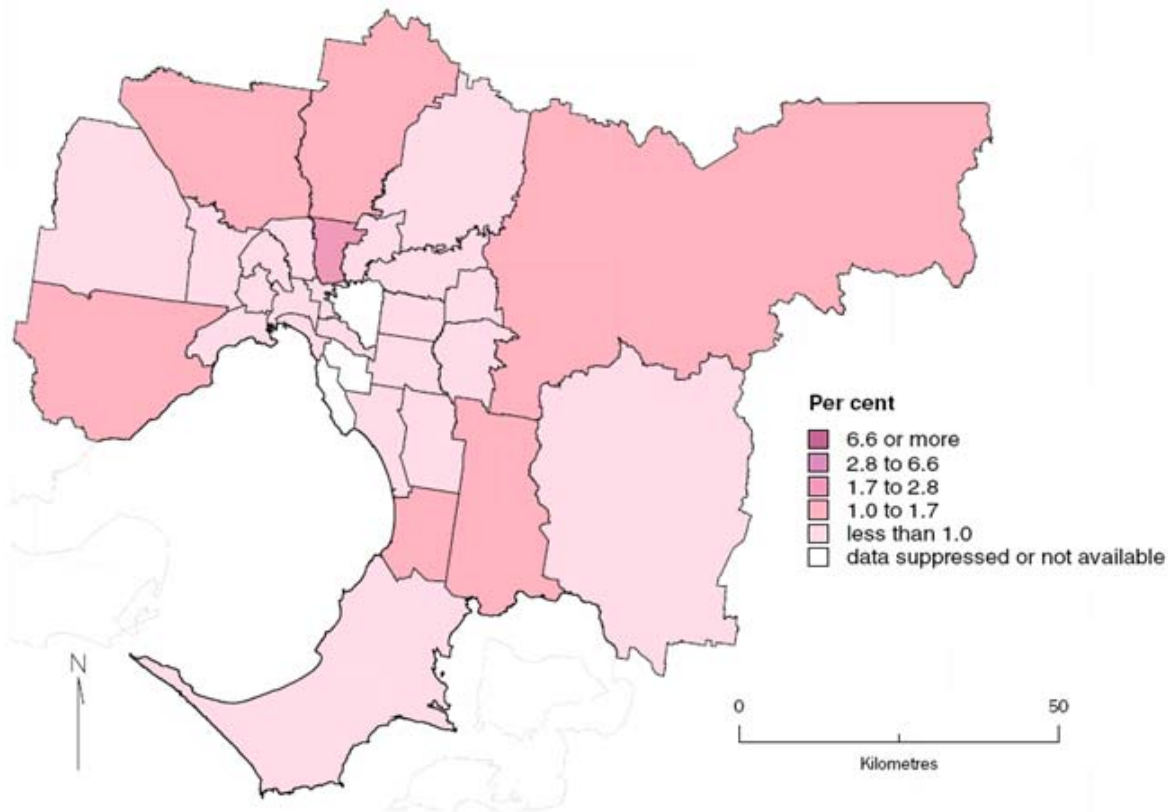 Per cent
6.6 or more
2.8 to 6.6
1.7 to 2.8
1.0 to 1.7
less than 1.0
data suppressed or not available
N
0 50
Kilometres